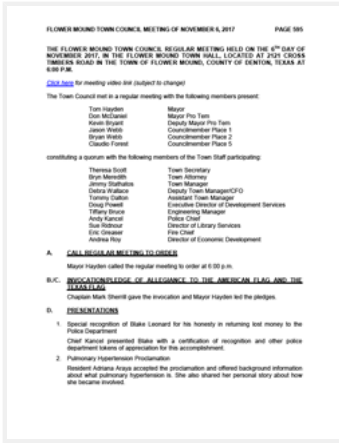 FLOWER MOUND TOWN COUNCIL MEETING OF NOVEMBER 6, 2017 PAGE 595
THE FLOWER MOUND TOWN COUNCIL REGULAR MEETING HELD ON THE 6TH DAY OF
NOVEMBER 2017, IN THE FLOWER MOUND TOWN HALL, LOCATED AT 2121 CROSS
TIMBERS ROAD IN THE TOWN OF FLOWER MOUND, COUNTY OF DENTON, TEXAS AT
6:00 P.M.
Click here for meeting video link (subject to change)
The Town Council met in a regular meeting with the following members present:
Tom Hayden Mayor
Don McDaniel Mayor Pro Tem
Kevin Bryant Deputy Mayor Pro Tem
Jason Webb Councilmember Place 1
Bryan Webb Councilmember Place 2
Claudio Forest Councilmember Place 5
constituting a quorum with the following members of the Town Staff participating:
Theresa Scott Town Secretary
Bryn Meredith Town Attorney
Jimmy Stathatos Town Manager
Debra Wallace Deputy Town Manager/CFO
Tommy Dalton Assistant Town Manager
Doug Powell Executive Director of Development Services
Tiffany Bruce Engineering Manager
Andy Kancel Police Chief
Sue Ridnour Director of Library Services
Eric Greaser Fire Chief
Andrea Roy Director of Economic Development
A. CALL REGULAR MEETING TO ORDER
Mayor Hayden called the regular meeting to order at 6:00 p.m.
B./C. INVOCATION/PLEDGE OF ALLEGIANCE TO THE AMERICAN FLAG AND THE
TEXAS FLAG
Chaplain Mark Sherrill gave the invocation and Mayor Hayden led the pledges.
D. PRESENTATIONS
1. Special recognition of Blake Leonard for his honesty in returning lost money to the
Police Department
Chief Kancel presented Blake with a certification of recognition and other police
department tokens of appreciation for this accomplishment.
2. Pulmonary Hypertension Proclamation
Resident Adriana Araya accepted the proclamation and offered background information
about what pulmonary hypertension is. She also shared her personal story about how
she became involved.